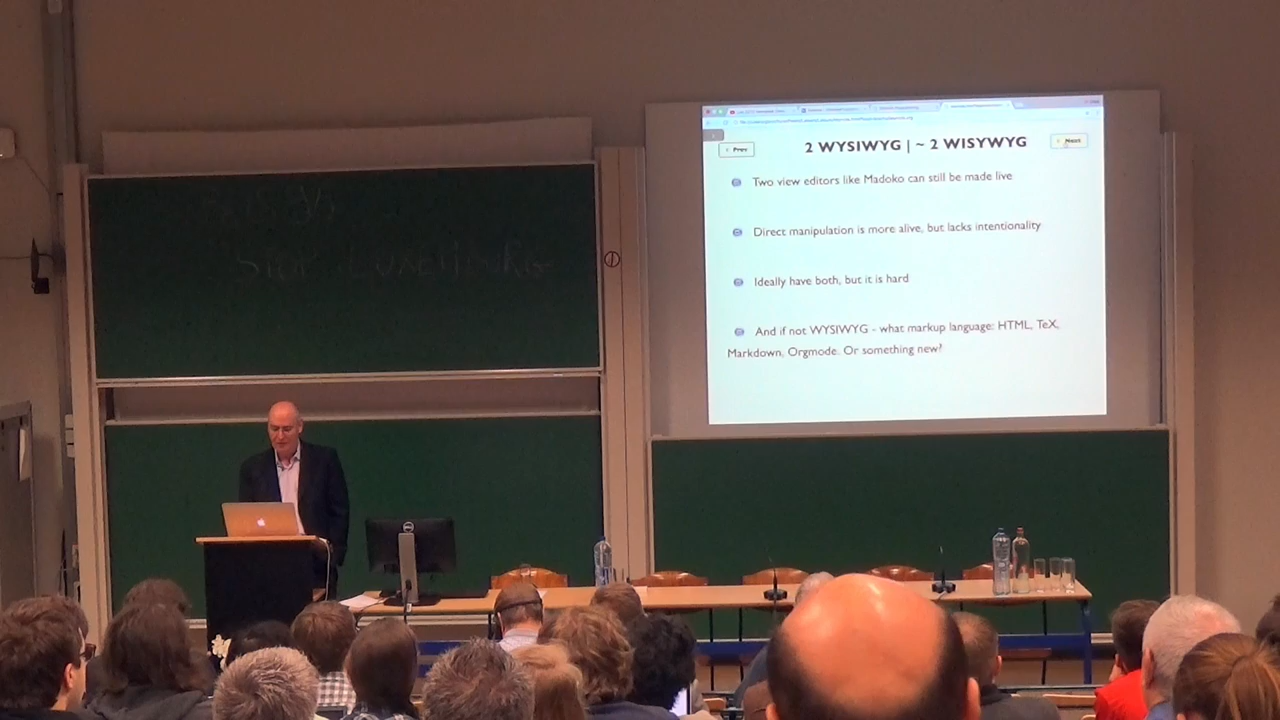 Prev
2 WYSIWYG | ~ 2 WISYWYG
Next
Two view editors like Madoko can still be made live
Direct manipulation is more alive, but lacks intentionality
Ideally have both, but it is hard
And if not WYSIWYG - what markup language: HTML, TeX,
Markdown, Orgmode. Or something new?
DELL